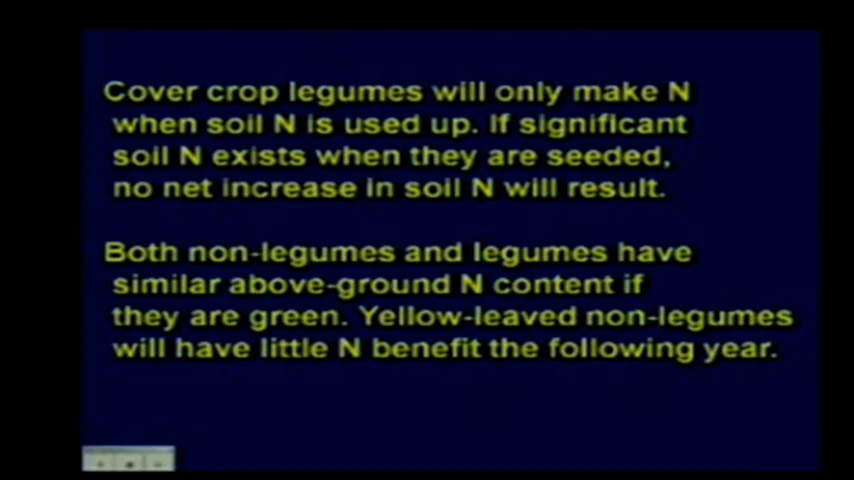 Cover crop legumes will only make N
when soil N is used up. If significant
soil N exists when they are seeded,
no net increase in soil N will result.
Both non-legumes and legumes have
similar above-ground N content if
they are green. Yellow-leaved non-legumes
will have little N benefit the following year.